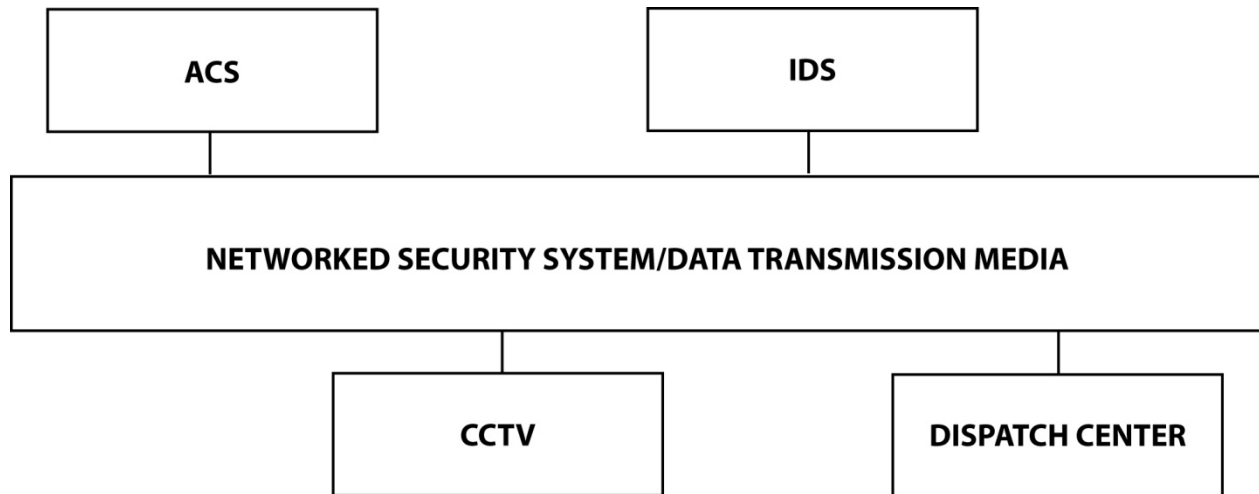 ACS
IDS
NETWORKED SECURITY SYSTEM/DATA TRANSMISSION MEDIA
CCTV
DISPATCH CENTER